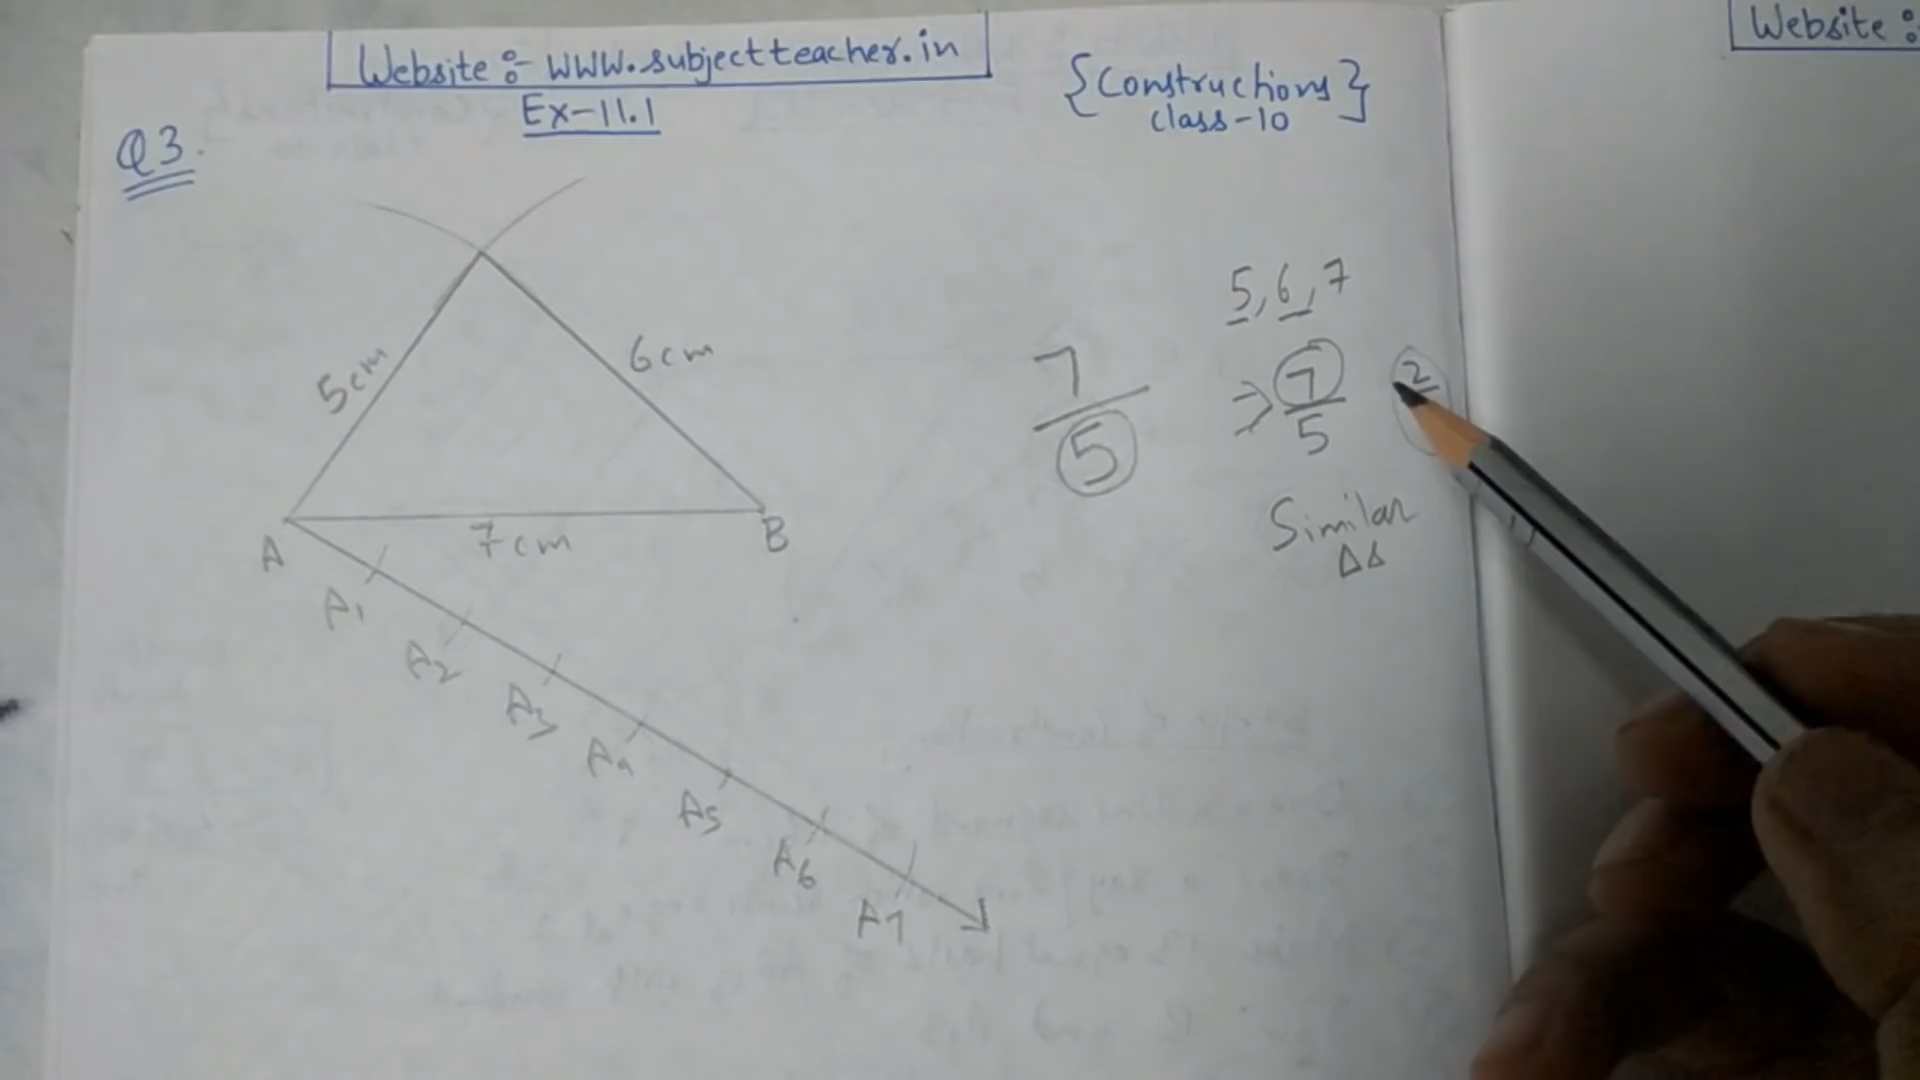 Website :- www.subjectteacher.in
Website :
Ex-11.1
{Constructions}
class-10
Q3.
5, 6, 7
5cm
6cm
7
5
⇒ 7
5
2
A
7cm
B
Similar
Δs
A1
A2
A3
A4
A5
A6
A7